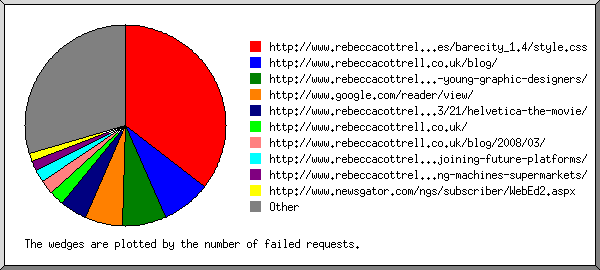 http://www.rebeccacottrel...es/barecity_1.4/style.css
http://www.rebeccacottrell.co.uk/blog/
http://www.rebeccacottrel...-young-graphic-designers/
http://www.google.com/reader/view/
http://www.rebeccacottrel...3/21/helvetica-the-movie/
http://www.rebeccacottrell.co.uk/
http://www.rebeccacottrell.co.uk/blog/2008/03/
http://www.rebeccacottrel...joining-future-platforms/
http://www.rebeccacottrel...ng-machines-supermarkets/
http://www.newsgator.com/ngs/subscriber/WebEd2.aspx
Other
The wedges are plotted by the number of failed requests.